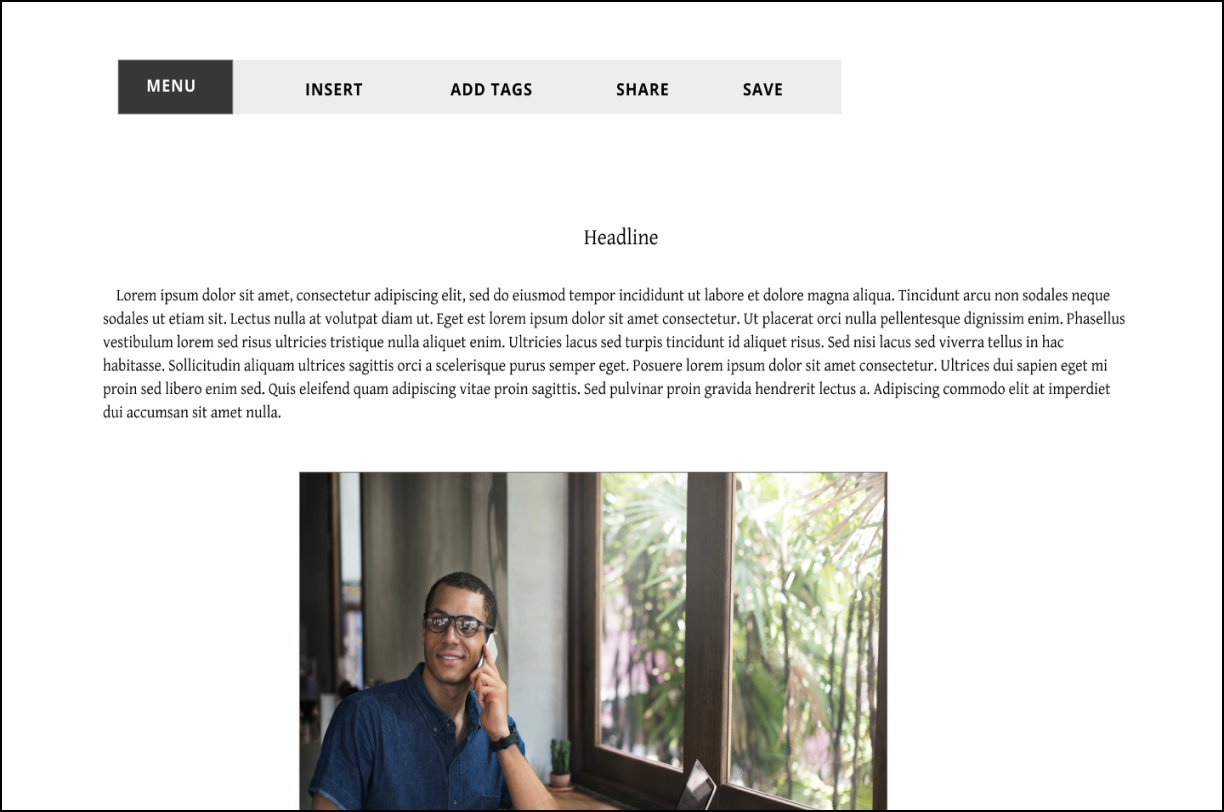 MENU INSERT ADD TAGS SHARE SAVE
Headline
Lorem ipsum dolor sit amet, consectetur adipiscing elit, sed do eiusmod tempor incididunt ut labore et dolore magna aliqua. Tincidunt arcu non sodales neque
sodales ut etiam sit. Lectus nulla at volutpat diam ut. Eget est lorem ipsum dolor sit amet consectetur. Ut placerat orci nulla pellentesque dignissim enim. Phasellus
vestibulum lorem sed risus ultricies tristique nulla aliquet enim. Ultricies lacus sed turpis tincidunt id aliquet risus. Sed nisi lacus sed viverra tellus in hac
habitasse. Sollicitudin aliquam ultrices sagittis orci a scelerisque purus semper eget. Posuere lorem ipsum dolor sit amet consectetur. Ultrices dui sapien eget mi
proin sed libero enim sed. Quis eleifend quam adipiscing vitae proin sagittis. Sed pulvinar proin gravida hendrerit lectus a. Adipiscing commodo elit at imperdiet
dui accumsan sit amet nulla.